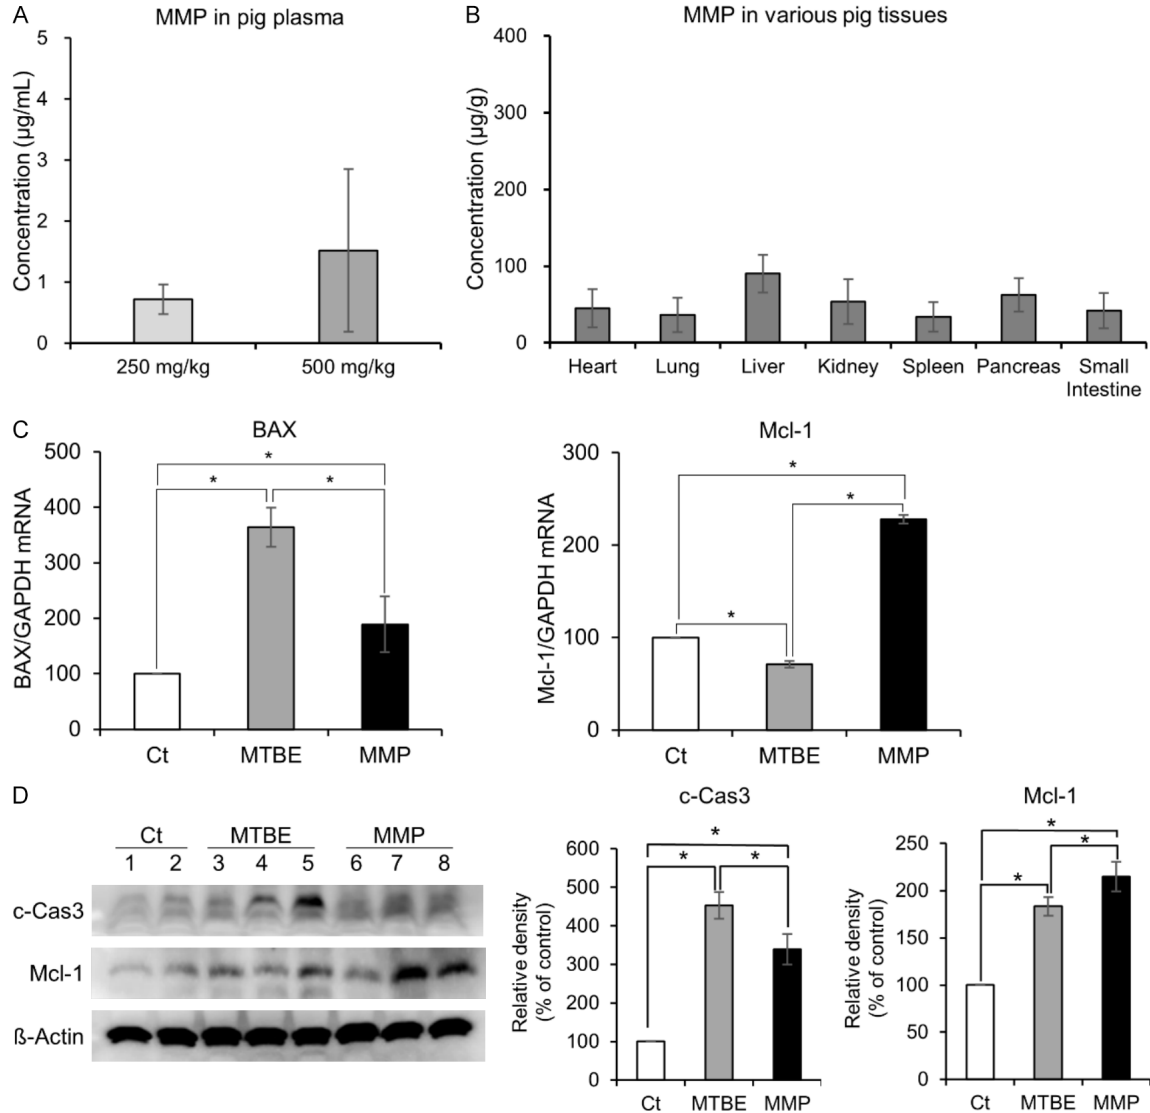 A
MMP in pig plasma
Concentration (µg/mL)
5
4
3
2
1
0
250 mg/kg 500 mg/kg
B
MMP in various pig tissues
Concentration (µg/g)
400
300
200
100
0
Heart Lung Liver Kidney Spleen Pancreas Small
Intestine
C
BAX
BAX/GAPDH mRNA
500
400
300
200
100
0
*
* *
Ct MTBE MMP
Mcl-1
Mcl-1/GAPDH mRNA
300
200
100
0
*
*
*
Ct MTBE MMP
D
Ct MTBE MMP
1 2 3 4 5 6 7 8
c-Cas3
Mcl-1
ß-Actin
c-Cas3
Relative density
(% of control)
600
500
400
300
200
100
0
*
* *
Ct MTBE MMP
Mcl-1
Relative density
(% of control)
250
200
150
100
50
0
*
*
*
Ct MTBE MMP